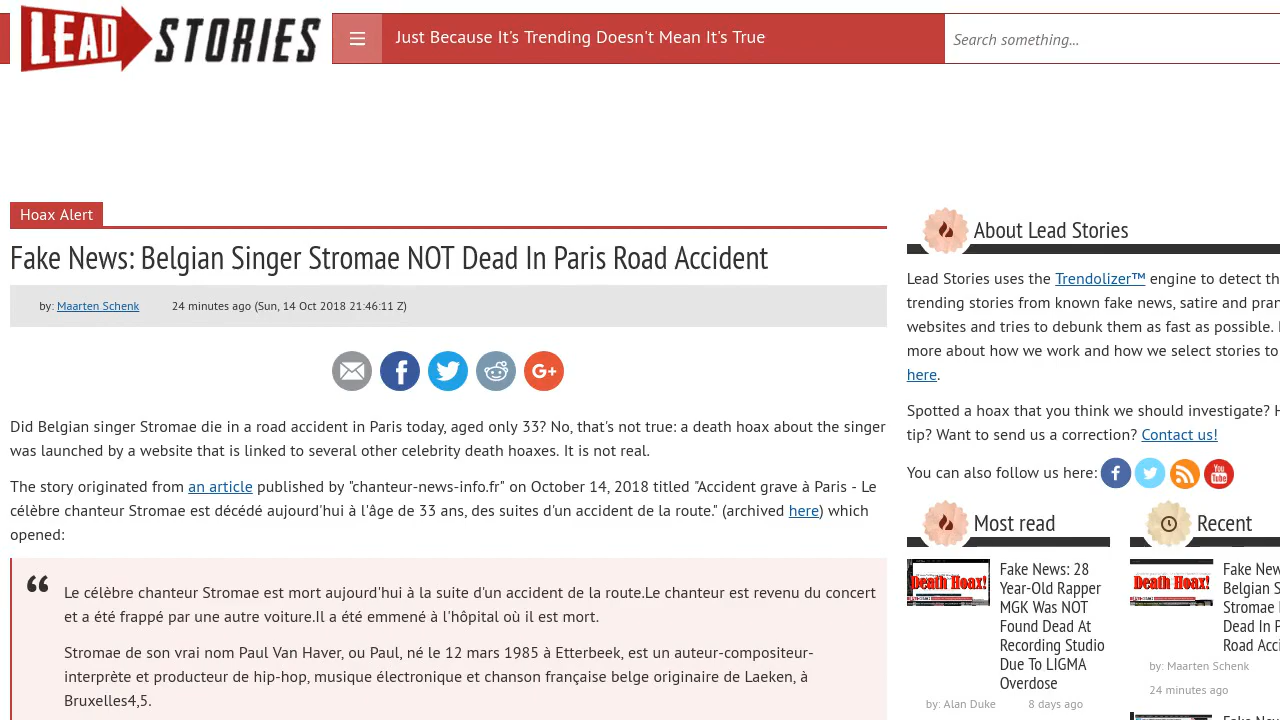 LEAD STORIES
Just Because It's Trending Doesn't Mean It's True
Search something...
Hoax Alert
Fake News: Belgian Singer Stromae NOT Dead In Paris Road Accident
by: Maarten Schenk 24 minutes ago (Sun, 14 Oct 2018 21:46:11 Z)
Did Belgian singer Stromae die in a road accident in Paris today, aged only 33? No, that's not true: a death hoax about the singer
was launched by a website that is linked to several other celebrity death hoaxes. It is not real.
The story originated from an article published by "chanteur-news-info.fr" on October 14, 2018 titled "Accident grave à Paris - Le
célèbre chanteur Stromae est décédé aujourd'hui à l'âge de 33 ans, des suites d'un accident de la route." (archived here) which
opened:
Le célèbre chanteur Stromae est mort aujourd'hui à la suite d'un accident de la route.Le chanteur est revenu du concert
et a été frappé par une autre voiture.Il a été emmené à l'hôpital où il est mort.
Stromae de son vrai nom Paul Van Haver, ou Paul, né le 12 mars 1985 à Etterbeek, est un auteur-compositeur-
interprète et producteur de hip-hop, musique électronique et chanson française belge originaire de Laeken, à
Bruxelles4,5.
About Lead Stories
Lead Stories uses the Trendolizer™ engine to detect th
trending stories from known fake news, satire and pran
websites and tries to debunk them as fast as possible.
more about how we work and how we select stories to
here.
Spotted a hoax that you think we should investigate? H
tip? Want to send us a correction? Contact us!
You can also follow us here:
Most read
Death Hoax!
Fake News: 28
Year-Old Rapper
MGK Was NOT
Found Dead At
Recording Studio
Due To LIGMA
Overdose
by: Alan Duke 8 days ago
Recent
Death Hoax!
Fake New
Belgian S
Stromae
Dead In P
Road Acci
by: Maarten Schenk
24 minutes ago